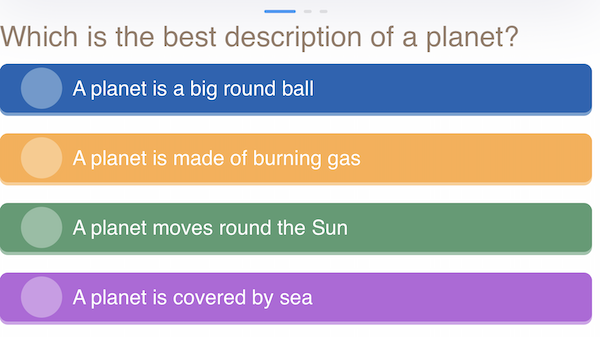 Which is the best description of a planet?
A planet is a big round ball
A planet is made of burning gas
A planet moves round the Sun
A planet is covered by sea